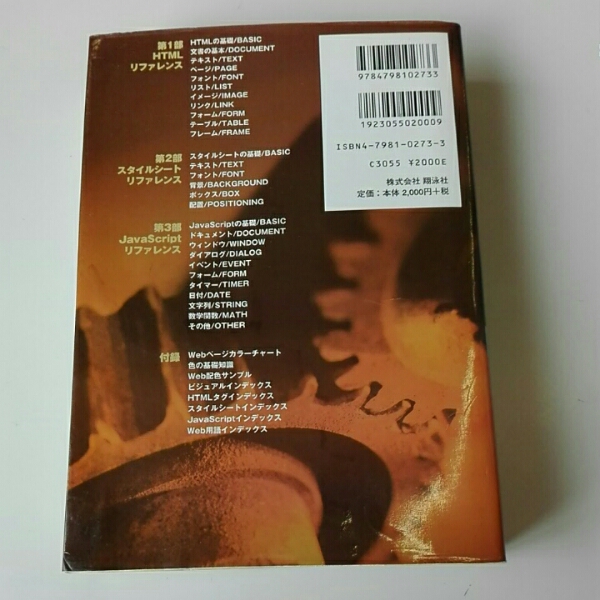 第1部
HTML
リファレンス
HTMLの基礎/BASIC
文書の基本/DOCUMENT
テキスト/TEXT
ページ/PAGE
フォント/FONT
リスト/LIST
イメージ/IMAGE
リンク/LINK
フォーム/FORM
テーブル/TABLE
フレーム/FRAME
第2部
スタイルシート
リファレンス
スタイルシートの基礎/BASIC
テキスト/TEXT
フォント/FONT
背景/BACKGROUND
ボックス/BOX
配置/POSITIONING
第3部
JavaScript
リファレンス
JavaScriptの基礎/BASIC
ドキュメント/DOCUMENT
ウィンドウ/WINDOW
ダイアログ/DIALOG
イベント/EVENT
フォーム/FORM
タイマー/TIMER
日付/DATE
文字列/STRING
数学関数/MATH
その他/OTHER
付録
Webページカラーチャート
色の基礎知識
Web配色サンプル
ビジュアルインデックス
HTMLタグインデックス
スタイルシートインデックス
JavaScriptインデックス
Web用語インデックス
9784798102733
1923055020009
ISBN4-7981-0273-3
C3055 ¥2000E
株式会社 翔泳社
定価：本体 2,000円+税